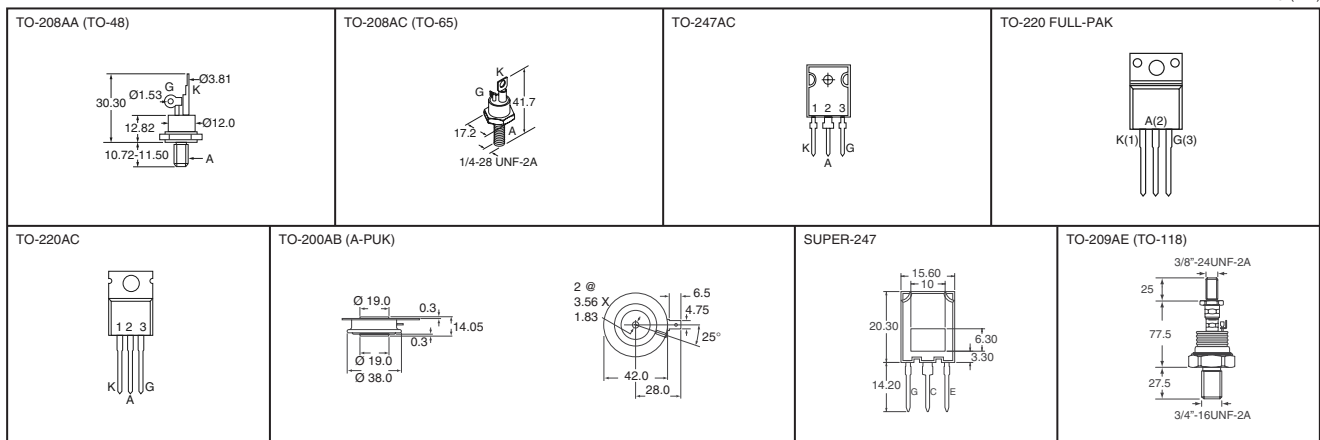 TO-208AA (TO-48)
Ø3.81
G
K
Ø1.53
30.30
12.82
Ø12.0
10.72-11.50
A
TO-208AC (TO-65)
K
G
41.7
17.2
A
1/4-28 UNF-2A
TO-247AC
1 2 3
K
G
A
TO-220 FULL-PAK
A(2)
K(1)
G(3)
TO-220AC
1 2 3
K
G
A
TO-200AB (A-PUK)
Ø 19.0
0.3
14.05
0.3
Ø 19.0
Ø 38.0
2 @
3.56 X
1.83
6.5
4.75
25°
42.0
28.0
SUPER-247
15.60
10
20.30
6.30
3.30
14.20
G
C
E
TO-209AE (TO-118)
3/8"-24UNF-2A
25
77.5
27.5
3/4"-16UNF-2A